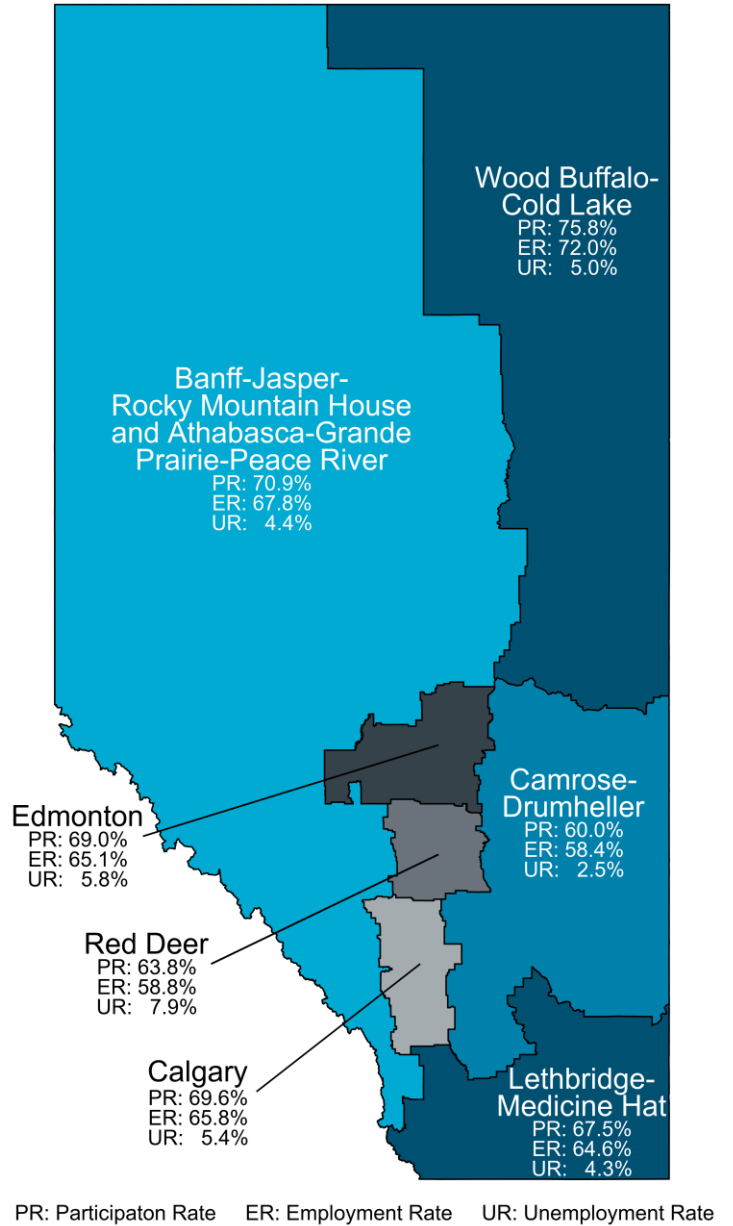 Wood Buffalo-
Cold Lake
PR: 75.8%
ER: 72.0%
UR: 5.0%
Banff-Jasper-
Rocky Mountain House
and Athabasca-Grande
Prairie-Peace River
PR: 70.9%
ER: 67.8%
UR: 4.4%
Camrose-
Drumheller
PR: 60.0%
ER: 58.4%
UR: 2.5%
Edmonton
PR: 69.0%
ER: 65.1%
UR: 5.8%
Red Deer
PR: 63.8%
ER: 58.8%
UR: 7.9%
Calgary
PR: 69.6%
ER: 65.8%
UR: 5.4%
Lethbridge-
Medicine Hat
PR: 67.5%
ER: 64.6%
UR: 4.3%
PR: Participaton Rate ER: Employment Rate UR: Unemployment Rate